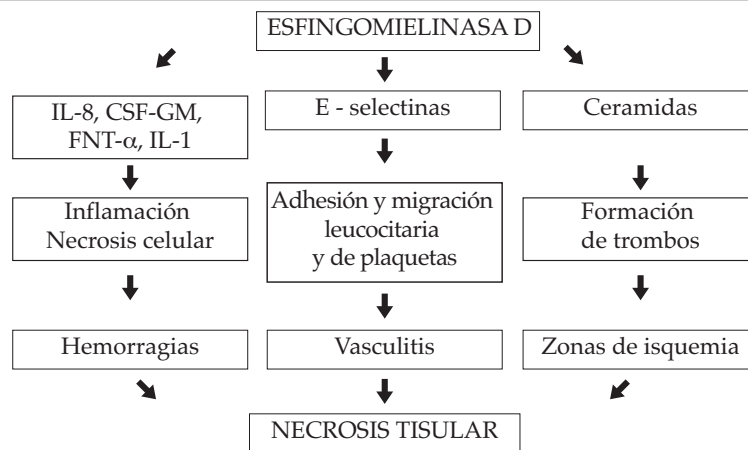 ESFINGOMIELINASA D
IL-8, CSF-GM,
FNT-α, IL-1
E - selectinas
Ceramidas
Inflamación
Necrosis celular
Adhesión y migración
leucocitaria
y de plaquetas
Formación
de trombos
Hemorragias
Vasculitis
Zonas de isquemia
NECROSIS TISULAR